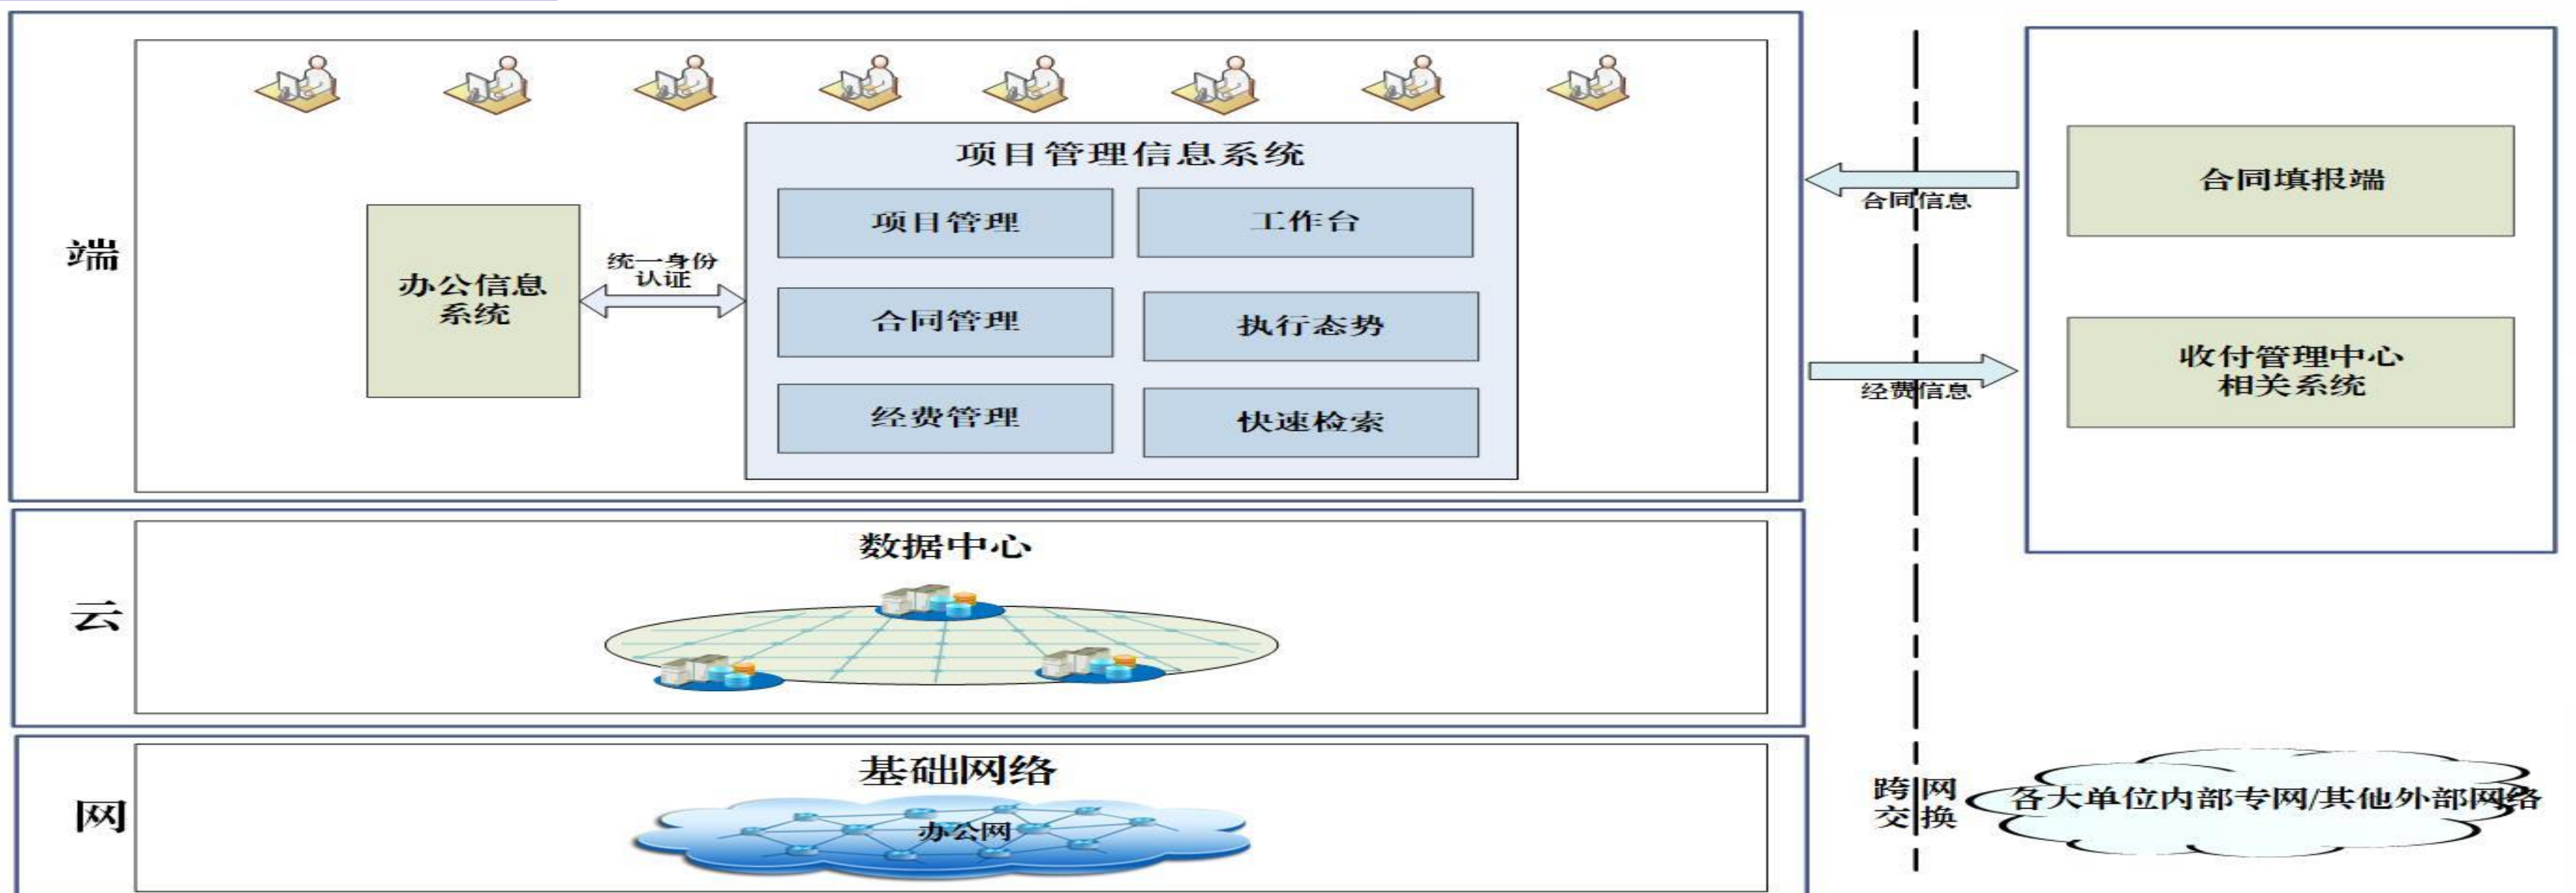 端
项目管理信息系统
项目管理
工作台
办公信息
系统
统一身份
认证
合同管理
执行态势
经费管理
快速检索
合同信息
经费信息
合同填报端
收付管理中心
相关系统
云
数据中心
网
基础网络
办公网
跨网
交换
各大单位内部专网/其他外部网络